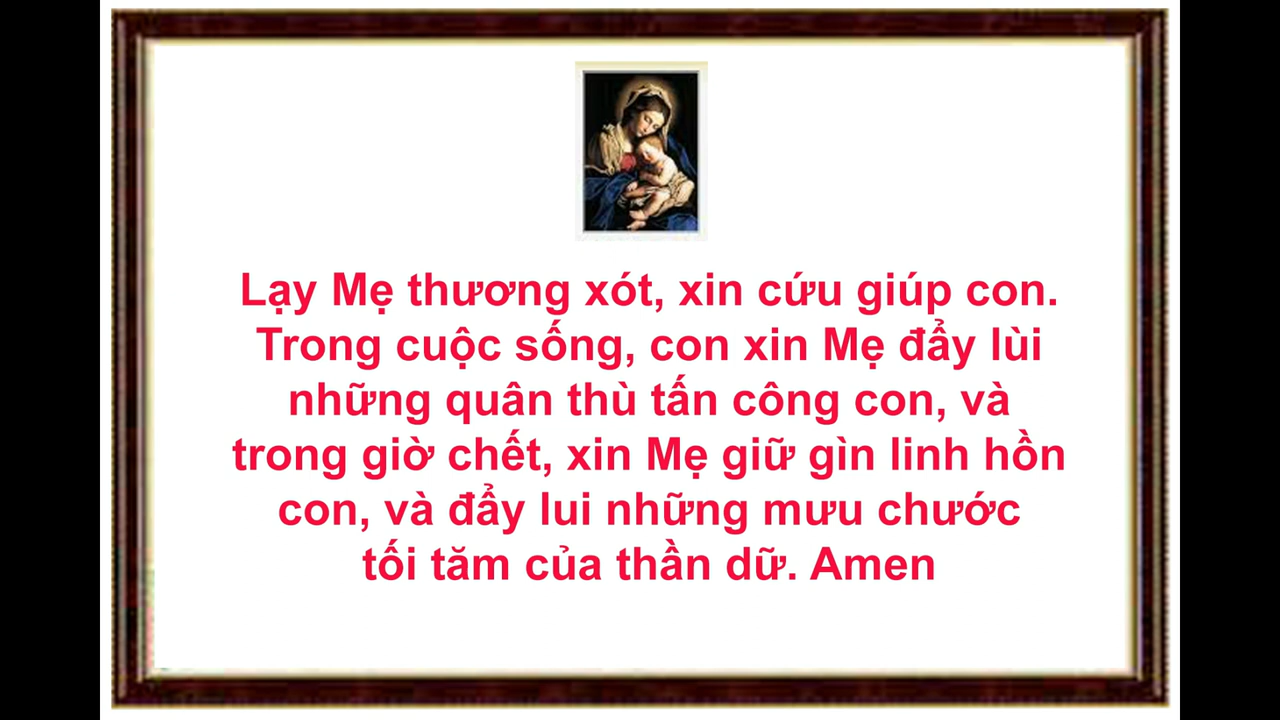 Lạy Mẹ thương xót, xin cứu giúp con.
Trong cuộc sống, con xin Mẹ đẩy lùi
những quân thù tấn công con, và
trong giờ chết, xin Mẹ giữ gìn linh hồn
con, và đẩy lui những mưu chước
tối tăm của thần dữ. Amen